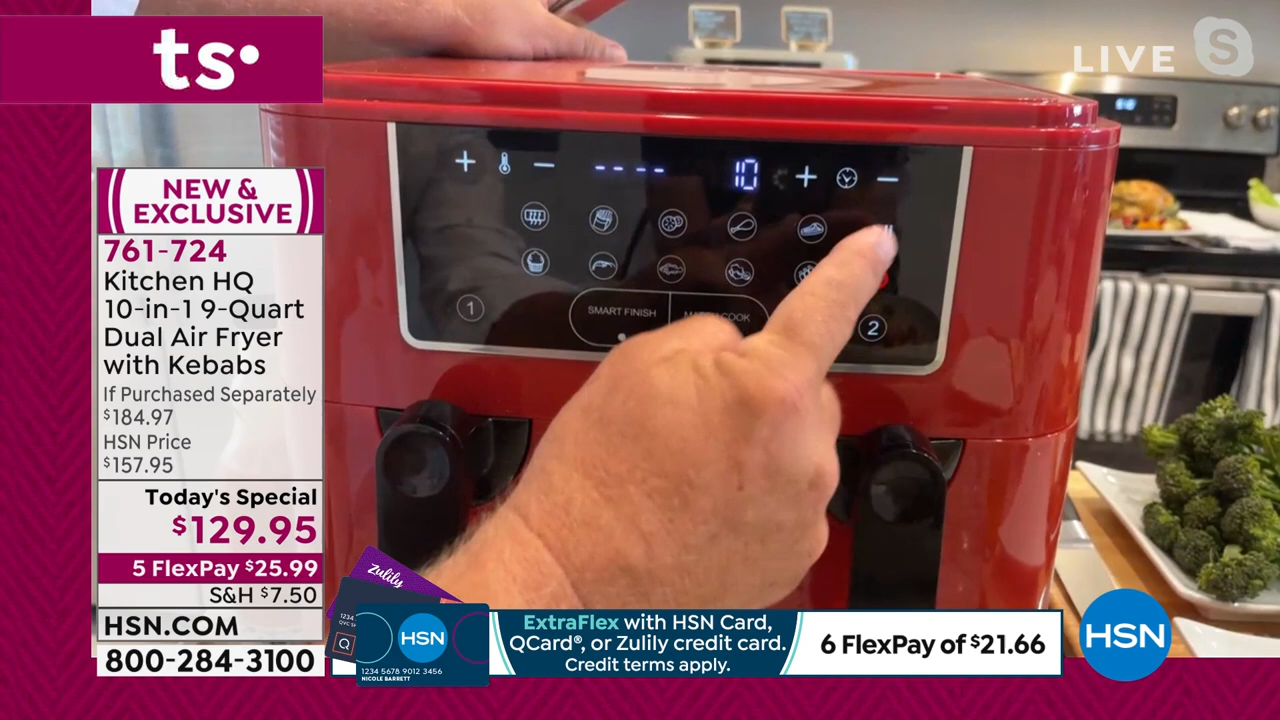 ts.
LIVE S
NEW &
EXCLUSIVE
761-724
Kitchen HQ
10-in-1 9-Quart
Dual Air Fryer
with Kebabs
If Purchased Separately
$184.97
HSN Price
$157.95
Today's Special
$129.95
5 FlexPay $25.99
S&H $7.50
HSN.COM
800-284-3100
+ - ---- 10 + -
1
SMART FINISH
COOK
2
Zulily
1234
Q
HSN
1234 5678 9012 3456
NICOLE BARRETT
ExtraFlex with HSN Card,
QCard®, or Zulily credit card.
Credit terms apply.
6 FlexPay of $21.66
HSN